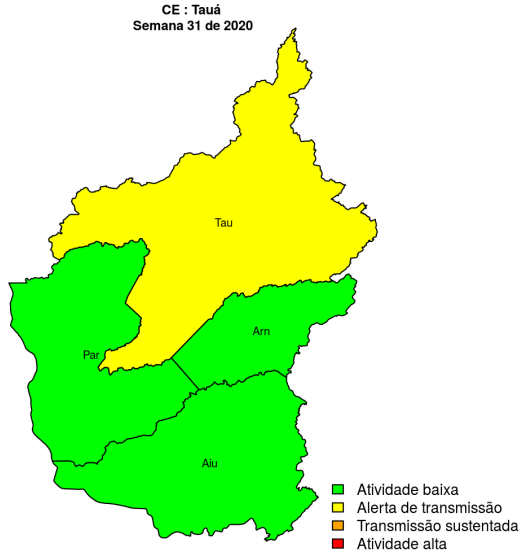 CE : Tauá
Semana 31 de 2020
Tau
Arn
Par
Aiu
Atividade baixa
Alerta de transmissão
Transmissão sustentada
Atividade alta